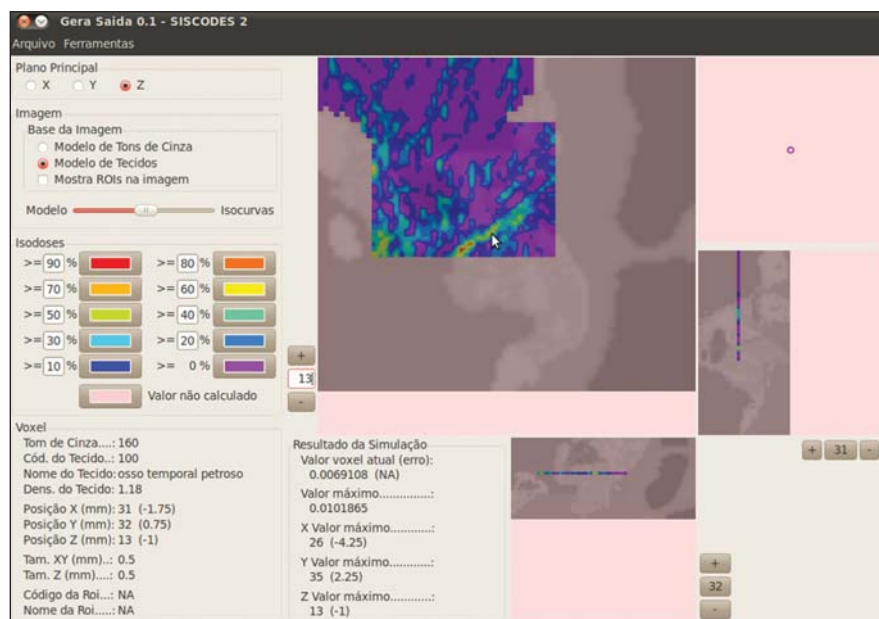 Gera Saida 0.1 - SISCODES 2
Arquivo Ferramentas
Plano Principal
X Y Z
Imagem
Base da Imagem
Modelo de Tons de Cinza
Modelo de Tecidos
Mostra ROIs na imagem
Modelo Isocurvas
Isodoses
>= 90 % >= 80 %
>= 70 % >= 60 %
>= 50 % >= 40 %
>= 30 % >= 20 %
>= 10 % >= 0 %
Valor não calculado
+
13
-
Voxel
Tom de Cinza....: 160
Cód. do Tecido..: 100
Nome do Tecido: osso temporal petroso
Dens. do Tecido: 1.18
Posição X (mm): 31 (-1.75)
Posição Y (mm): 32 (0.75)
Posição Z (mm): 13 (-1)
Tam. XY (mm)..: 0.5
Tam. Z (mm)....: 0.5
Código da Roi...: NA
Nome da Roi.....: NA
Resultado da Simulação
Valor voxel atual (erro):
0.0069108 (NA)
Valor máximo...............:
0.0101865
X Valor máximo............:
26 (-4.25)
Y Valor máximo............:
35 (2.25)
Z Valor máximo............:
13 (-1)
+ 31 -
+
32
-